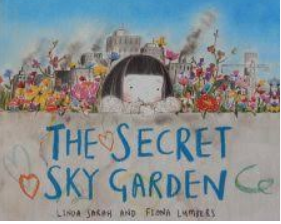 THE SECRET
SKY GARDEN
LINDA SARAH AND FIONA LUMBERS